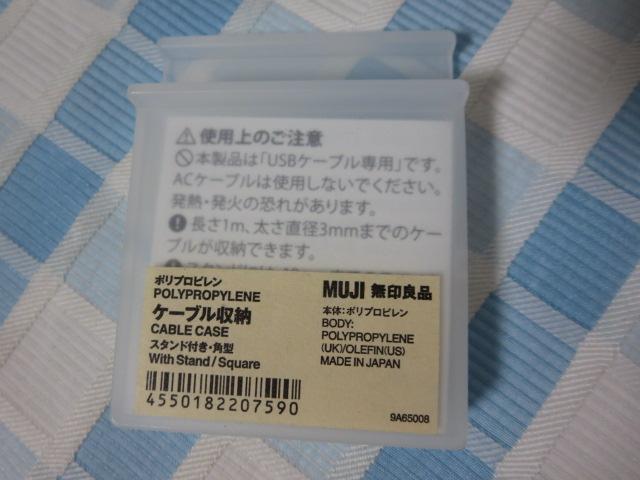 ⚠使用上のご注意
🚫本製品は「USBケーブル専用」です。
ACケーブルは使用しないでください。
発熱・発火の恐れがあります。
❗長さ1m、太さ直径3mmまでのケー
ブルが収納できます。
ポリプロピレン
POLYPROPYLENE
ケーブル収納
CABLE CASE
スタンド付き・角型
With Stand/Square
4550182207590
MUJI 無印良品
本体：ポリプロピレン
BODY:
POLYPROPYLENE
(UK)/OLEFIN(US)
MADE IN JAPAN
9A65008